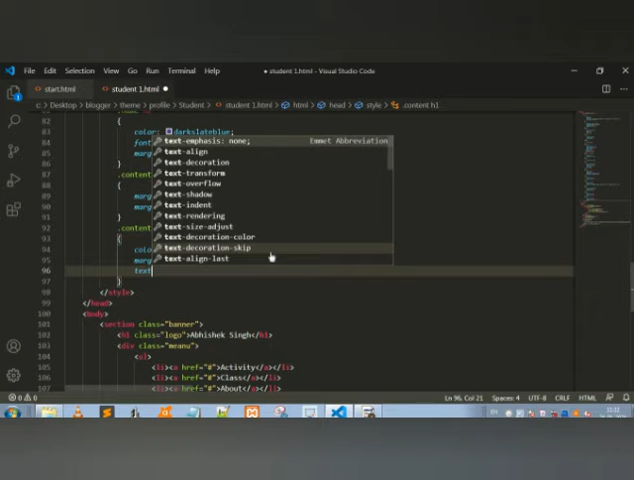 File Edit Selection View Go Run Terminal Help
● student 1.html - Visual Studio Code
start.html
student 1.html ●
c: > Desktop > blogger > theme > profile > Student > student 1.html > html > head > style > .content h1
82 {
83 color: darkslateblue;
84 font
85 marg
text-emphasis: none; Emmet Abbreviation
text-align
text-decoration
text-transform
text-overflow
text-shadow
text-indent
text-rendering
text-size-adjust
text-decoration-color
text-decoration-skip
text-align-last
86 }
87 .content
88 {
89 marg
90 marg
91 }
92 .content
93 {
94 colo
95 marg
96 text
97 }
98 </style>
99 </head>
100 <body>
101 <section class="banner">
102 <h1 class="logo">Abhishek Singh</h1>
103 <div class="meanu">
104 <ul>
105 <li><a href="#">Activity</a></li>
106 <li><a href="#">Class</a></li>
107 <li><a href="#">About</a></li>
0 0 Ln 96, Col 21 Spaces: 4 UTF-8 CRLF HTML
EN